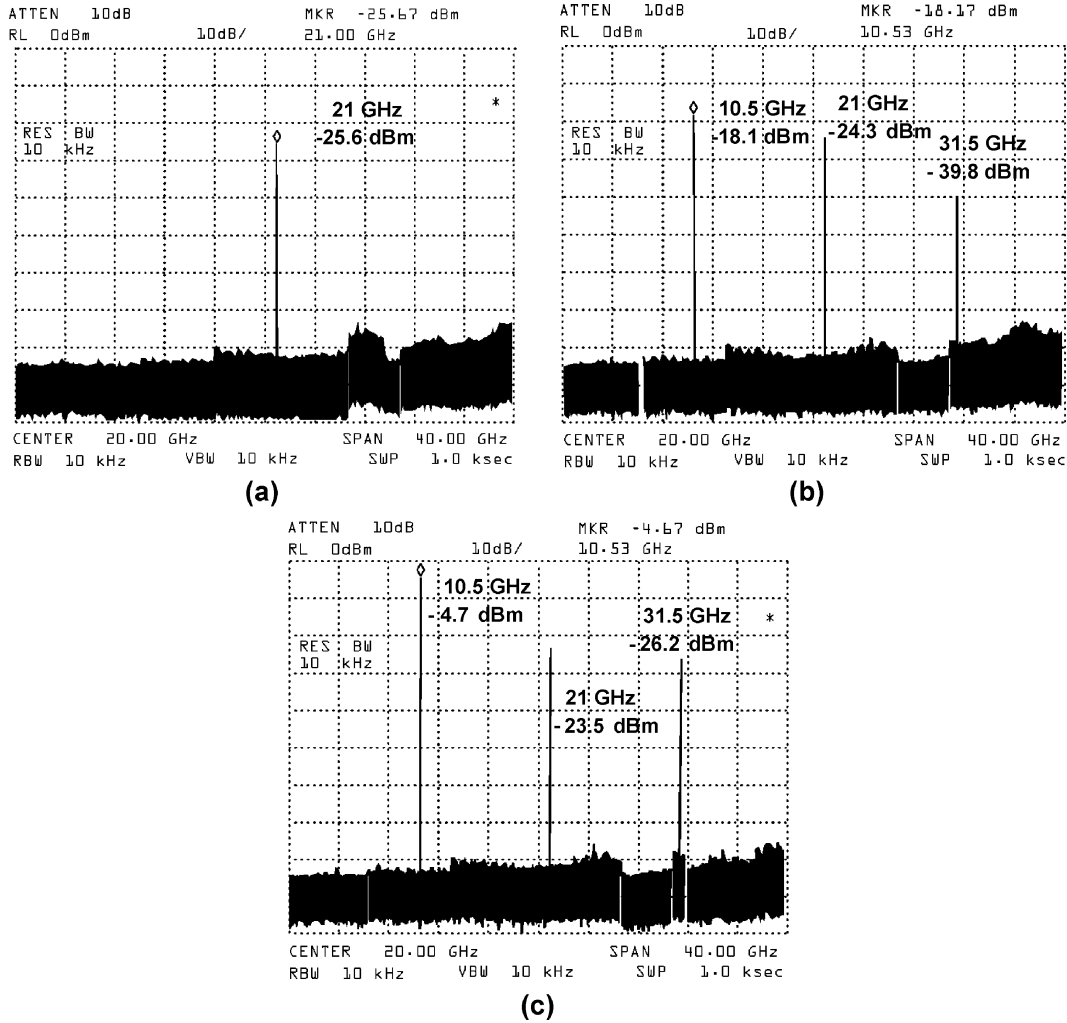 ATTEN 10dB MKR -25.67 dBm
RL 0dBm 10dB/ 21.00 GHz
21 GHz
-25.6 dBm
*
RES BW
10 kHz
CENTER 20.00 GHz SPAN 40.00 GHz
RBW 10 kHz VBW 10 kHz SWP 1.0 ksec
(a)
ATTEN 10dB MKR -18.17 dBm
RL 0dBm 10dB/ 10.53 GHz
10.5 GHz
-18.1 dBm
21 GHz
-24.3 dBm
31.5 GHz
- 39.8 dBm
RES BW
10 kHz
CENTER 20.00 GHz SPAN 40.00 GHz
RBW 10 kHz VBW 10 kHz SWP 1.0 ksec
(b)
ATTEN 10dB MKR -4.67 dBm
RL 0dBm 10dB/ 10.53 GHz
10.5 GHz
- 4.7 dBm
31.5 GHz
-26.2 dBm
*
RES BW
10 kHz
21 GHz
- 23.5 dBm
CENTER 20.00 GHz SPAN 40.00 GHz
RBW 10 kHz VBW 10 kHz SWP 1.0 ksec
(c)